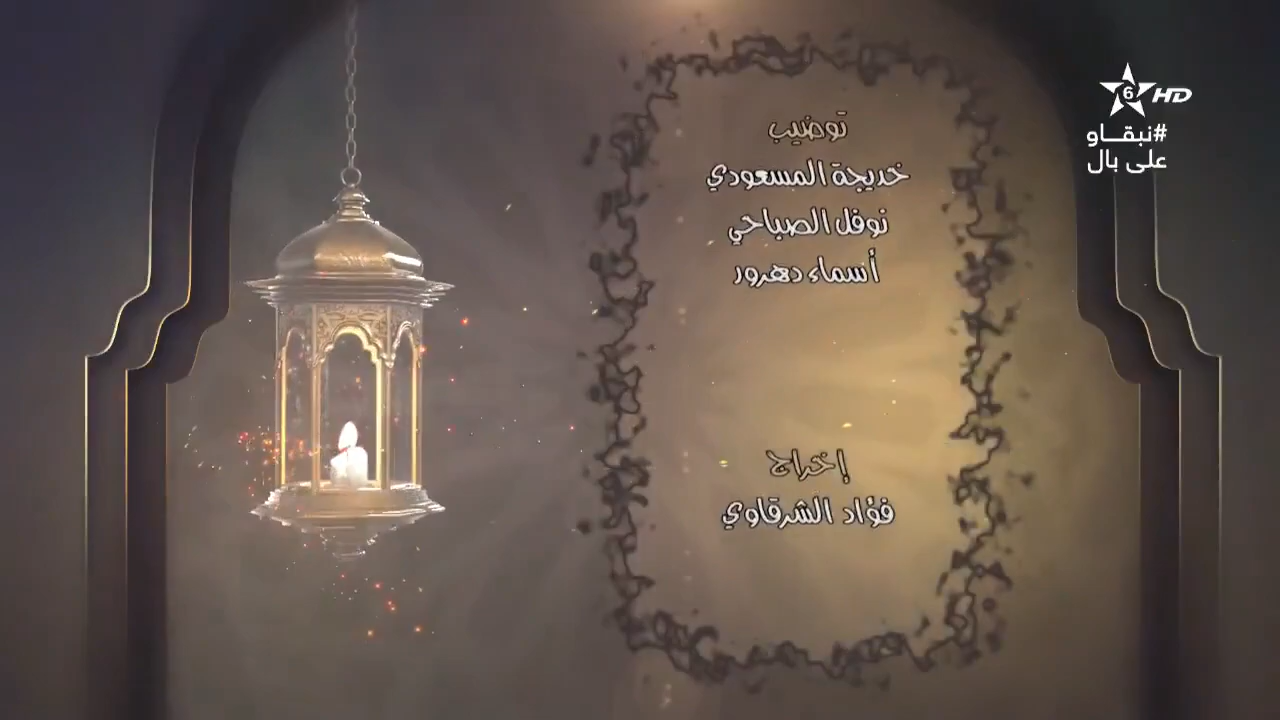 توضيب
خديجة المسعودي
نوفل الصباحي
أسماء دهرور
إخراج
فؤاد الشرقاوي
6 HD
#نبقاو
على بال